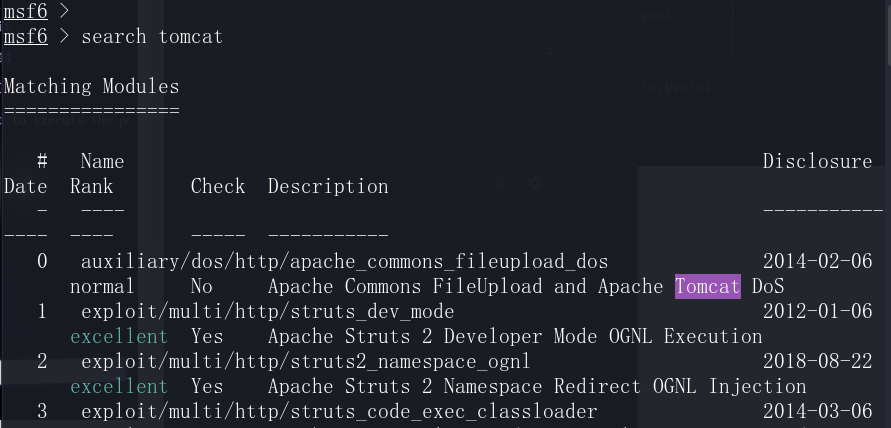 msf6 >
msf6 > search tomcat
Matching Modules
================
#   Name                                                           Disclosure
Date  Rank       Check  Description
-   ----                                                           -----------
----  ----       -----  -----------
0   auxiliary/dos/http/apache_commons_fileupload_dos              2014-02-06
normal     No     Apache Commons FileUpload and Apache Tomcat DoS
1   exploit/multi/http/struts_dev_mode                            2012-01-06
excellent  Yes    Apache Struts 2 Developer Mode OGNL Execution
2   exploit/multi/http/struts2_namespace_ognl                     2018-08-22
excellent  Yes    Apache Struts 2 Namespace Redirect OGNL Injection
3   exploit/multi/http/struts_code_exec_classloader               2014-03-06